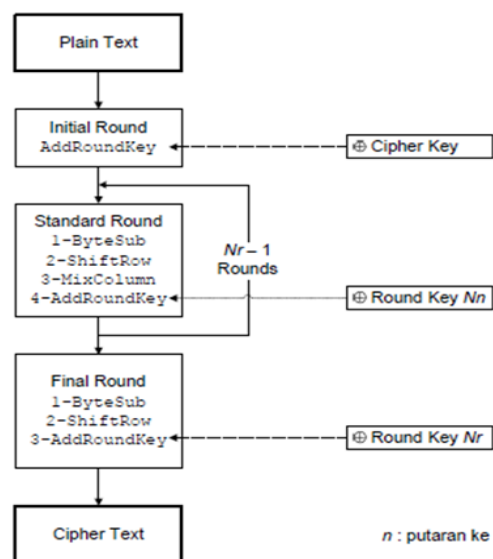 Plain Text
Initial Round
AddRoundKey
⊕ Cipher Key
Standard Round
1-ByteSub
2-ShiftRow
3-MixColumn
4-AddRoundKey
Nr – 1
Rounds
⊕ Round Key Nn
Final Round
1-ByteSub
2-ShiftRow
3-AddRoundKey
⊕ Round Key Nr
Cipher Text
n : putaran ke